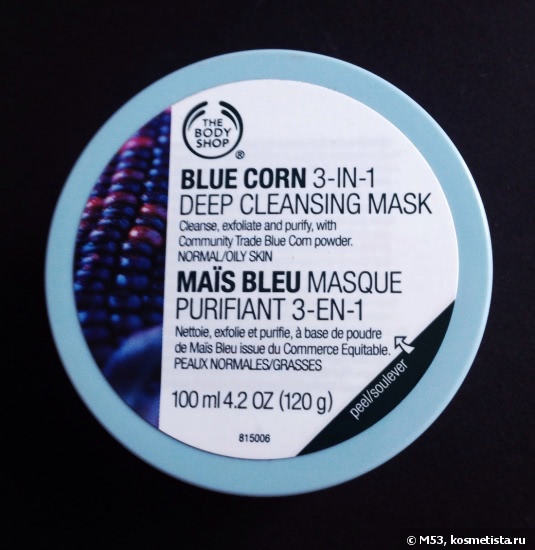 THE
BODY
SHOP
®
BLUE CORN 3-IN-1
DEEP CLEANSING MASK
Cleanse, exfoliate and purify, with
Community Trade Blue Corn powder.
NORMAL/OILY SKIN
MAÏS BLEU MASQUE
PURIFIANT 3-EN-1
Nettoie, exfolie et purifie, à base de poudre
de Maïs Bleu issue du Commerce Equitable.
PEAUX NORMALES/GRASSES
100 ml 4.2 OZ (120 g)
peel/soulever
815006
© M53, kosmetista.ru